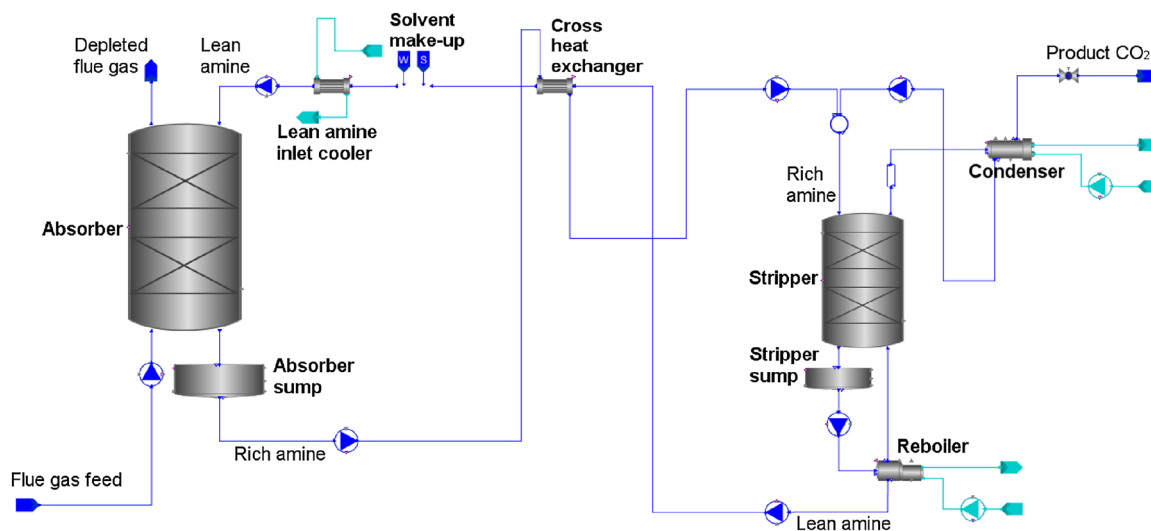 Depleted
flue gas
Lean
amine
Solvent
make-up
W
S
Cross
heat
exchanger
Product CO₂
Lean amine
inlet cooler
Condenser
Rich
amine
Absorber
Stripper
Absorber
sump
Stripper
sump
Rich amine
Reboiler
Flue gas feed
Lean amine